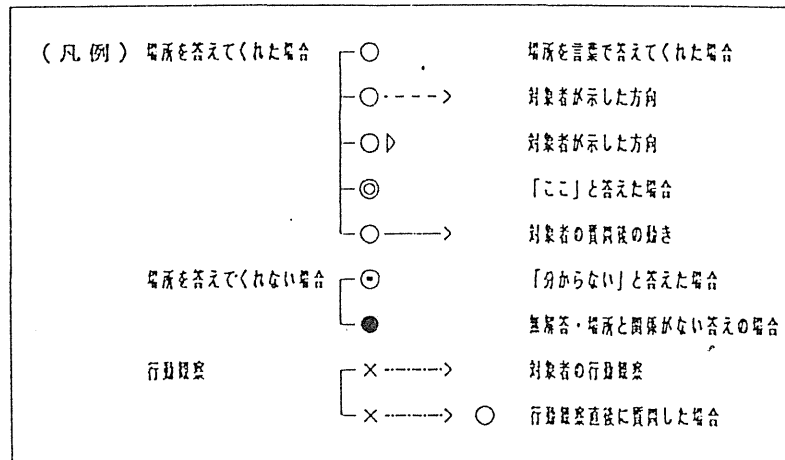 (凡例) 場所を答えてくれた場合 ○ 場所を言葉で答えてくれた場合
○----> 対象者が示した方向
○▷ 対象者が示した方向
◎ 「ここ」と答えた場合
○──> 対象者の質問後の動き
場所を答えてくれない場合 ⊙ 「分からない」と答えた場合
● 無解答・場所と関係がない答えの場合
行動観察 ×-----> 対象者の行動観察
×-----> ○ 行動観察直後に質問した場合